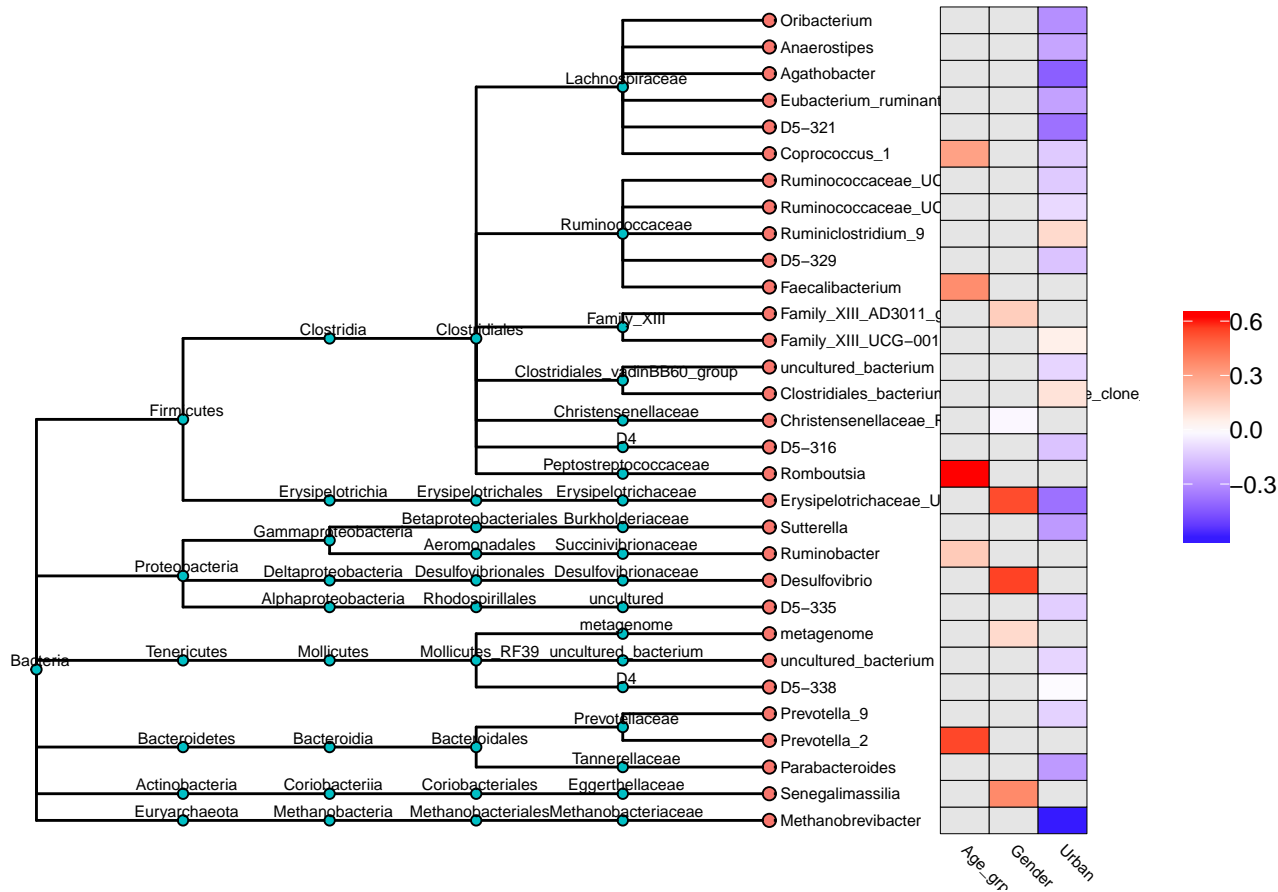 Oribacterium
Anaerostipes
Lachnospiraceae
Agathobacter
Eubacterium_ruminant
D5−321
Coprococcus_1
Ruminococcaceae_UC
Ruminococcaceae_UC
Ruminococcaceae
Ruminiclostridium_9
D5−329
Faecalibacterium
Family_XIII
Family_XIII_AD3011_g
Clostridia
Clostridiales
Family_XIII_UCG−001
Clostridiales_vadinBB60_group
uncultured_bacterium
Clostridiales_bacterium
e_clone_
Firmicutes
Christensenellaceae
Christensenellaceae_R
D4
D5−316
Peptostreptococcaceae
Romboutsia
Erysipelotrichia
Erysipelotrichales
Erysipelotrichaceae
Erysipelotrichaceae_U
Gammaproteobacteria
Betaproteobacteriales
Burkholderiaceae
Sutterella
Aeromonadales
Succinivibrionaceae
Ruminobacter
Proteobacteria
Deltaproteobacteria
Desulfovibrionales
Desulfovibrionaceae
Desulfovibrio
Alphaproteobacteria
Rhodospirillales
uncultured
D5−335
metagenome
metagenome
Bacteria
Tenericutes
Mollicutes
Mollicutes_RF39
uncultured_bacterium
uncultured_bacterium
D4
D5−338
Prevotellaceae
Prevotella_9
Bacteroidetes
Bacteroidia
Bacteroidales
Prevotella_2
Tannerellaceae
Parabacteroides
Actinobacteria
Coriobacteriia
Coriobacteriales
Eggerthellaceae
Senegalimassilia
Euryarchaeota
Methanobacteria
Methanobacteriales
Methanobacteriaceae
Methanobrevibacter
Age_grp
Gender
Urban
0.6
0.3
0.0
−0.3